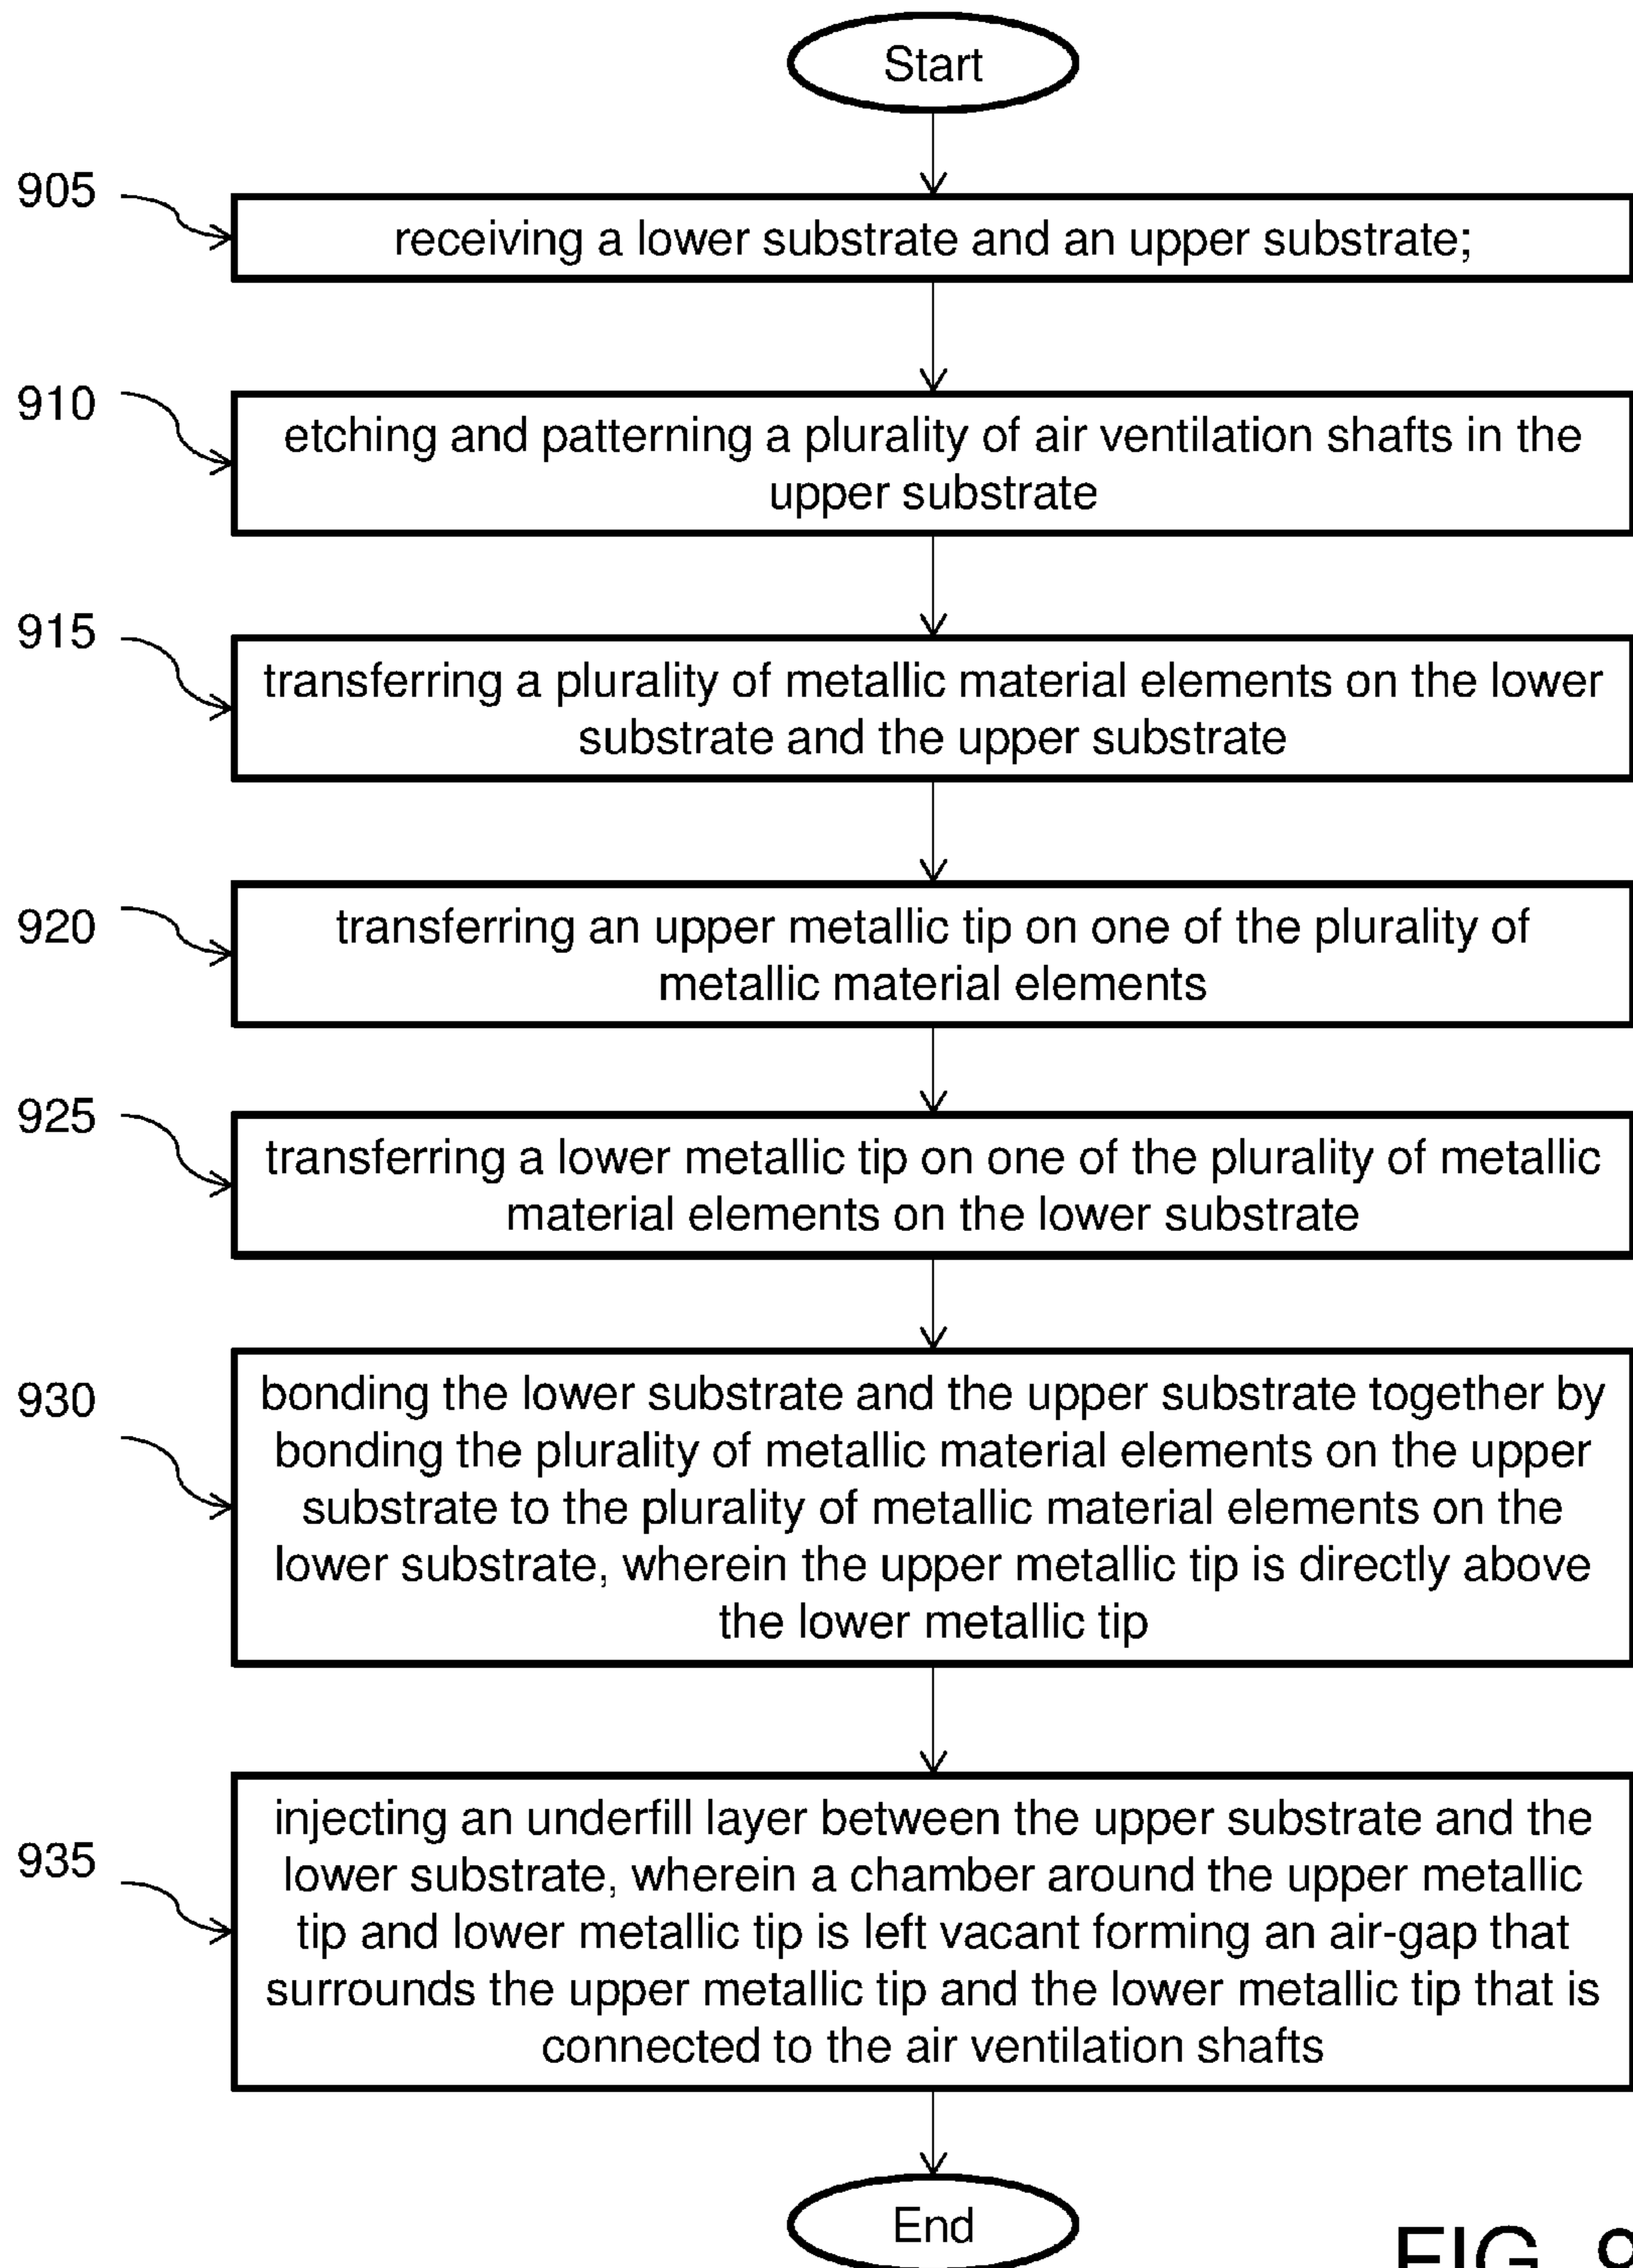 Start
905
receiving a lower substrate and an upper substrate;
910
etching and patterning a plurality of air ventilation shafts in the
upper substrate
915
transferring a plurality of metallic material elements on the lower
substrate and the upper substrate
920
transferring an upper metallic tip on one of the plurality of
metallic material elements
925
transferring a lower metallic tip on one of the plurality of metallic
material elements on the lower substrate
930
bonding the lower substrate and the upper substrate together by
bonding the plurality of metallic material elements on the upper
substrate to the plurality of metallic material elements on the
lower substrate, wherein the upper metallic tip is directly above
the lower metallic tip
935
injecting an underfill layer between the upper substrate and the
lower substrate, wherein a chamber around the upper metallic
tip and lower metallic tip is left vacant forming an air-gap that
surrounds the upper metallic tip and the lower metallic tip that is
connected to the air ventilation shafts
End
FIG. 9